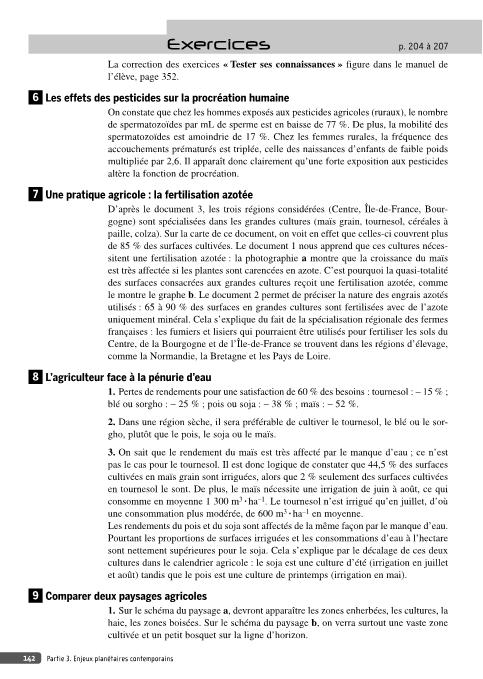 Exercices
p. 204 à 207
La correction des exercices « Tester ses connaissances » figure dans le manuel de
l'élève, page 352.
6 Les effets des pesticides sur la procréation humaine
On constate que chez les hommes exposés aux pesticides agricoles (ruraux), le nombre
de spermatozoïdes par mL de sperme est en baisse de 77 %. De plus, la mobilité des
spermatozoïdes est amoindrie de 17 %. Chez les femmes rurales, la fréquence des
accouchements prématurés est triplée, celle des naissances d'enfants de faible poids
multipliée par 2,6. Il apparaît donc clairement qu'une forte exposition aux pesticides
altère la fonction de procréation.
7 Une pratique agricole : la fertilisation azotée
D'après le document 3, les trois régions considérées (Centre, Île-de-France, Bour-
gogne) sont spécialisées dans les grandes cultures (maïs grain, tournesol, céréales à
paille, colza). Sur la carte de ce document, on voit en effet que celles-ci couvrent plus
de 85 % des surfaces cultivées. Le document 1 nous apprend que ces cultures néces-
sitent une fertilisation azotée : la photographie a montre que la croissance du maïs
est très affectée si les plantes sont carencées en azote. C'est pourquoi la quasi-totalité
des surfaces consacrées aux grandes cultures reçoit une fertilisation azotée, comme
le montre le graphe b. Le document 2 permet de préciser la nature des engrais azotés
utilisés : 65 à 90 % des surfaces en grandes cultures sont fertilisées avec de l'azote
uniquement minéral. Cela s'explique du fait de la spécialisation régionale des fermes
françaises : les fumiers et lisiers qui pourraient être utilisés pour fertiliser les sols du
Centre, de la Bourgogne et de l'Île-de-France se trouvent dans les régions d'élevage,
comme la Normandie, la Bretagne et les Pays de Loire.
8 L'agriculteur face à la pénurie d'eau
1. Pertes de rendements pour une satisfaction de 60 % des besoins : tournesol : – 15 % ;
blé ou sorgho : – 25 % ; pois ou soja : – 38 % ; maïs : – 52 %.
2. Dans une région sèche, il sera préférable de cultiver le tournesol, le blé ou le sor-
gho, plutôt que le pois, le soja ou le maïs.
3. On sait que le rendement du maïs est très affecté par le manque d'eau ; ce n'est
pas le cas pour le tournesol. Il est donc logique de constater que 44,5 % des surfaces
cultivées en maïs grain sont irriguées, alors que 2 % seulement des surfaces cultivées
en tournesol le sont. De plus, le maïs nécessite une irrigation de juin à août, ce qui
consomme en moyenne 1 300 m³·ha⁻¹. Le tournesol n'est irrigué qu'en juillet, d'où
une consommation plus modérée, de 600 m³·ha⁻¹ en moyenne.
Les rendements du pois et du soja sont affectés de la même façon par le manque d'eau.
Pourtant les proportions de surfaces irriguées et les consommations d'eau à l'hectare
sont nettement supérieures pour le soja. Cela s'explique par le décalage de ces deux
cultures dans le calendrier agricole : le soja est une culture d'été (irrigation en juillet
et août) tandis que le pois est une culture de printemps (irrigation en mai).
9 Comparer deux paysages agricoles
1. Sur le schéma du paysage a, devront apparaître les zones enherbées, les cultures, la
haie, les zones boisées. Sur le schéma du paysage b, on verra surtout une vaste zone
cultivée et un petit bosquet sur la ligne d'horizon.
142 Partie 3. Enjeux planétaires contemporains